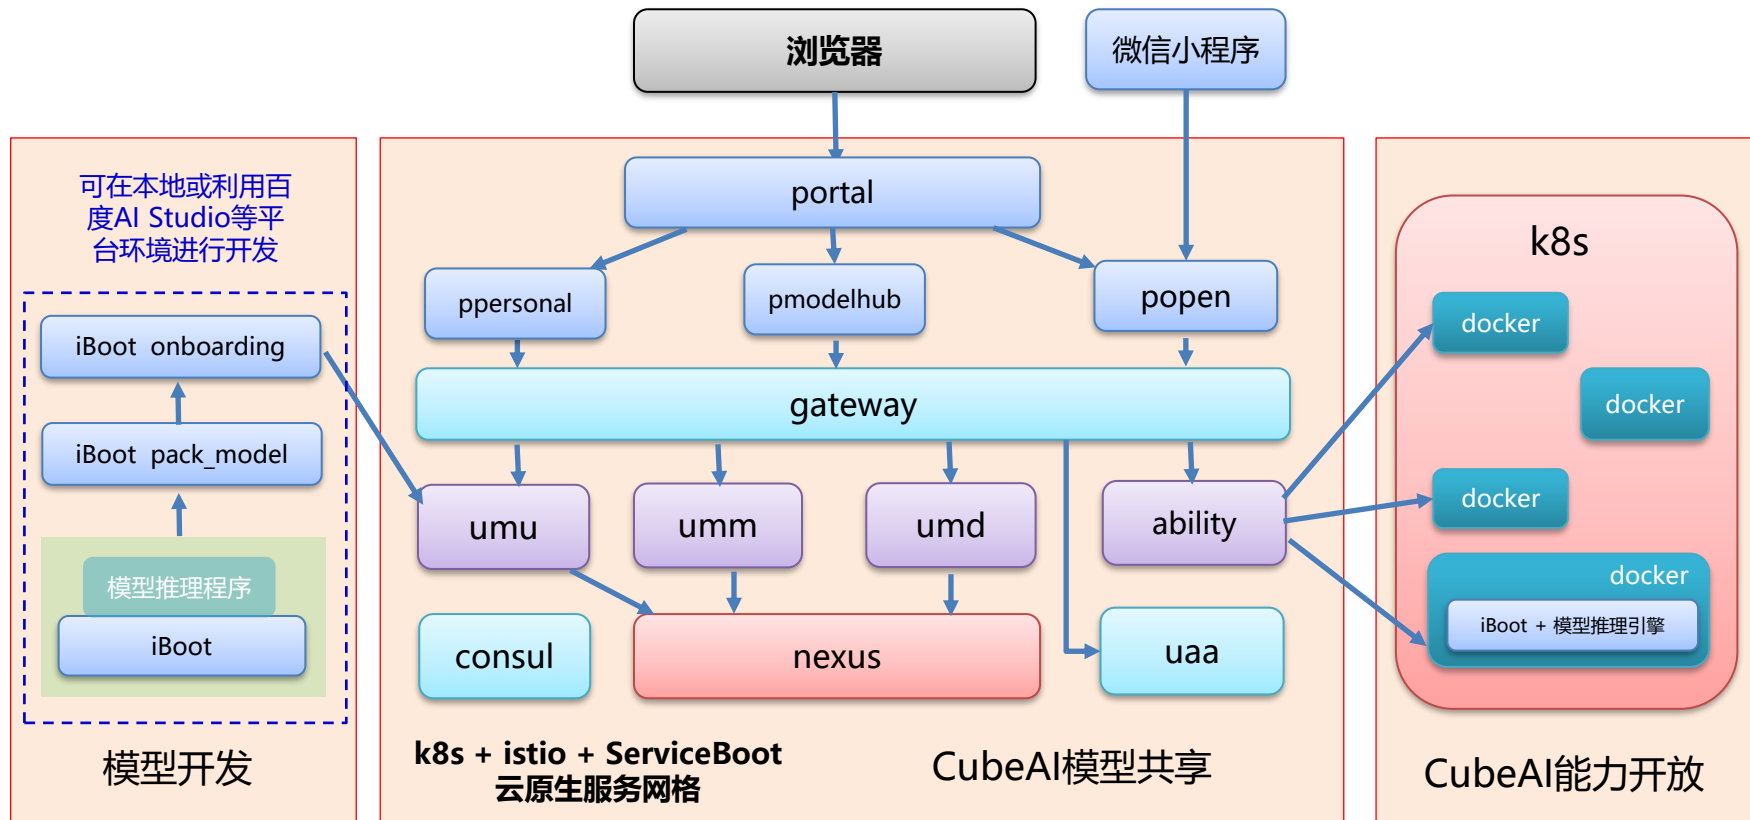 浏览器
微信小程序
可在本地或利用百
度AI Studio等平
台环境进行开发
iBoot onboarding
iBoot pack_model
模型推理程序
iBoot
模型开发
portal
ppersonal
pmodelhub
popen
gateway
umu
umm
umd
ability
consul
nexus
uaa
k8s + istio + ServiceBoot
云原生服务网格
CubeAI模型共享
k8s
docker
docker
docker
docker
iBoot + 模型推理引擎
CubeAI能力开放